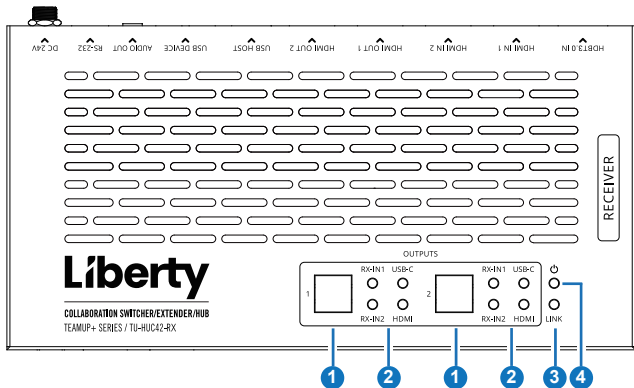 DC 24V RS-232 AUDIO OUT USB DEVICE USB HOST HDMI OUT 2 HDMI OUT 1 HDMI IN 2 HDMI IN 1 HDBT3.0 IN
RECEIVER
Liberty
COLLABORATION SWITCHER/EXTENDER/HUB
TEAMUP+ SERIES / TU-HUC42-RX
OUTPUTS
RX-IN1 USB-C RX-IN1 USB-C
1 2
RX-IN2 HDMI RX-IN2 HDMI LINK
1 2 1 2 3 4